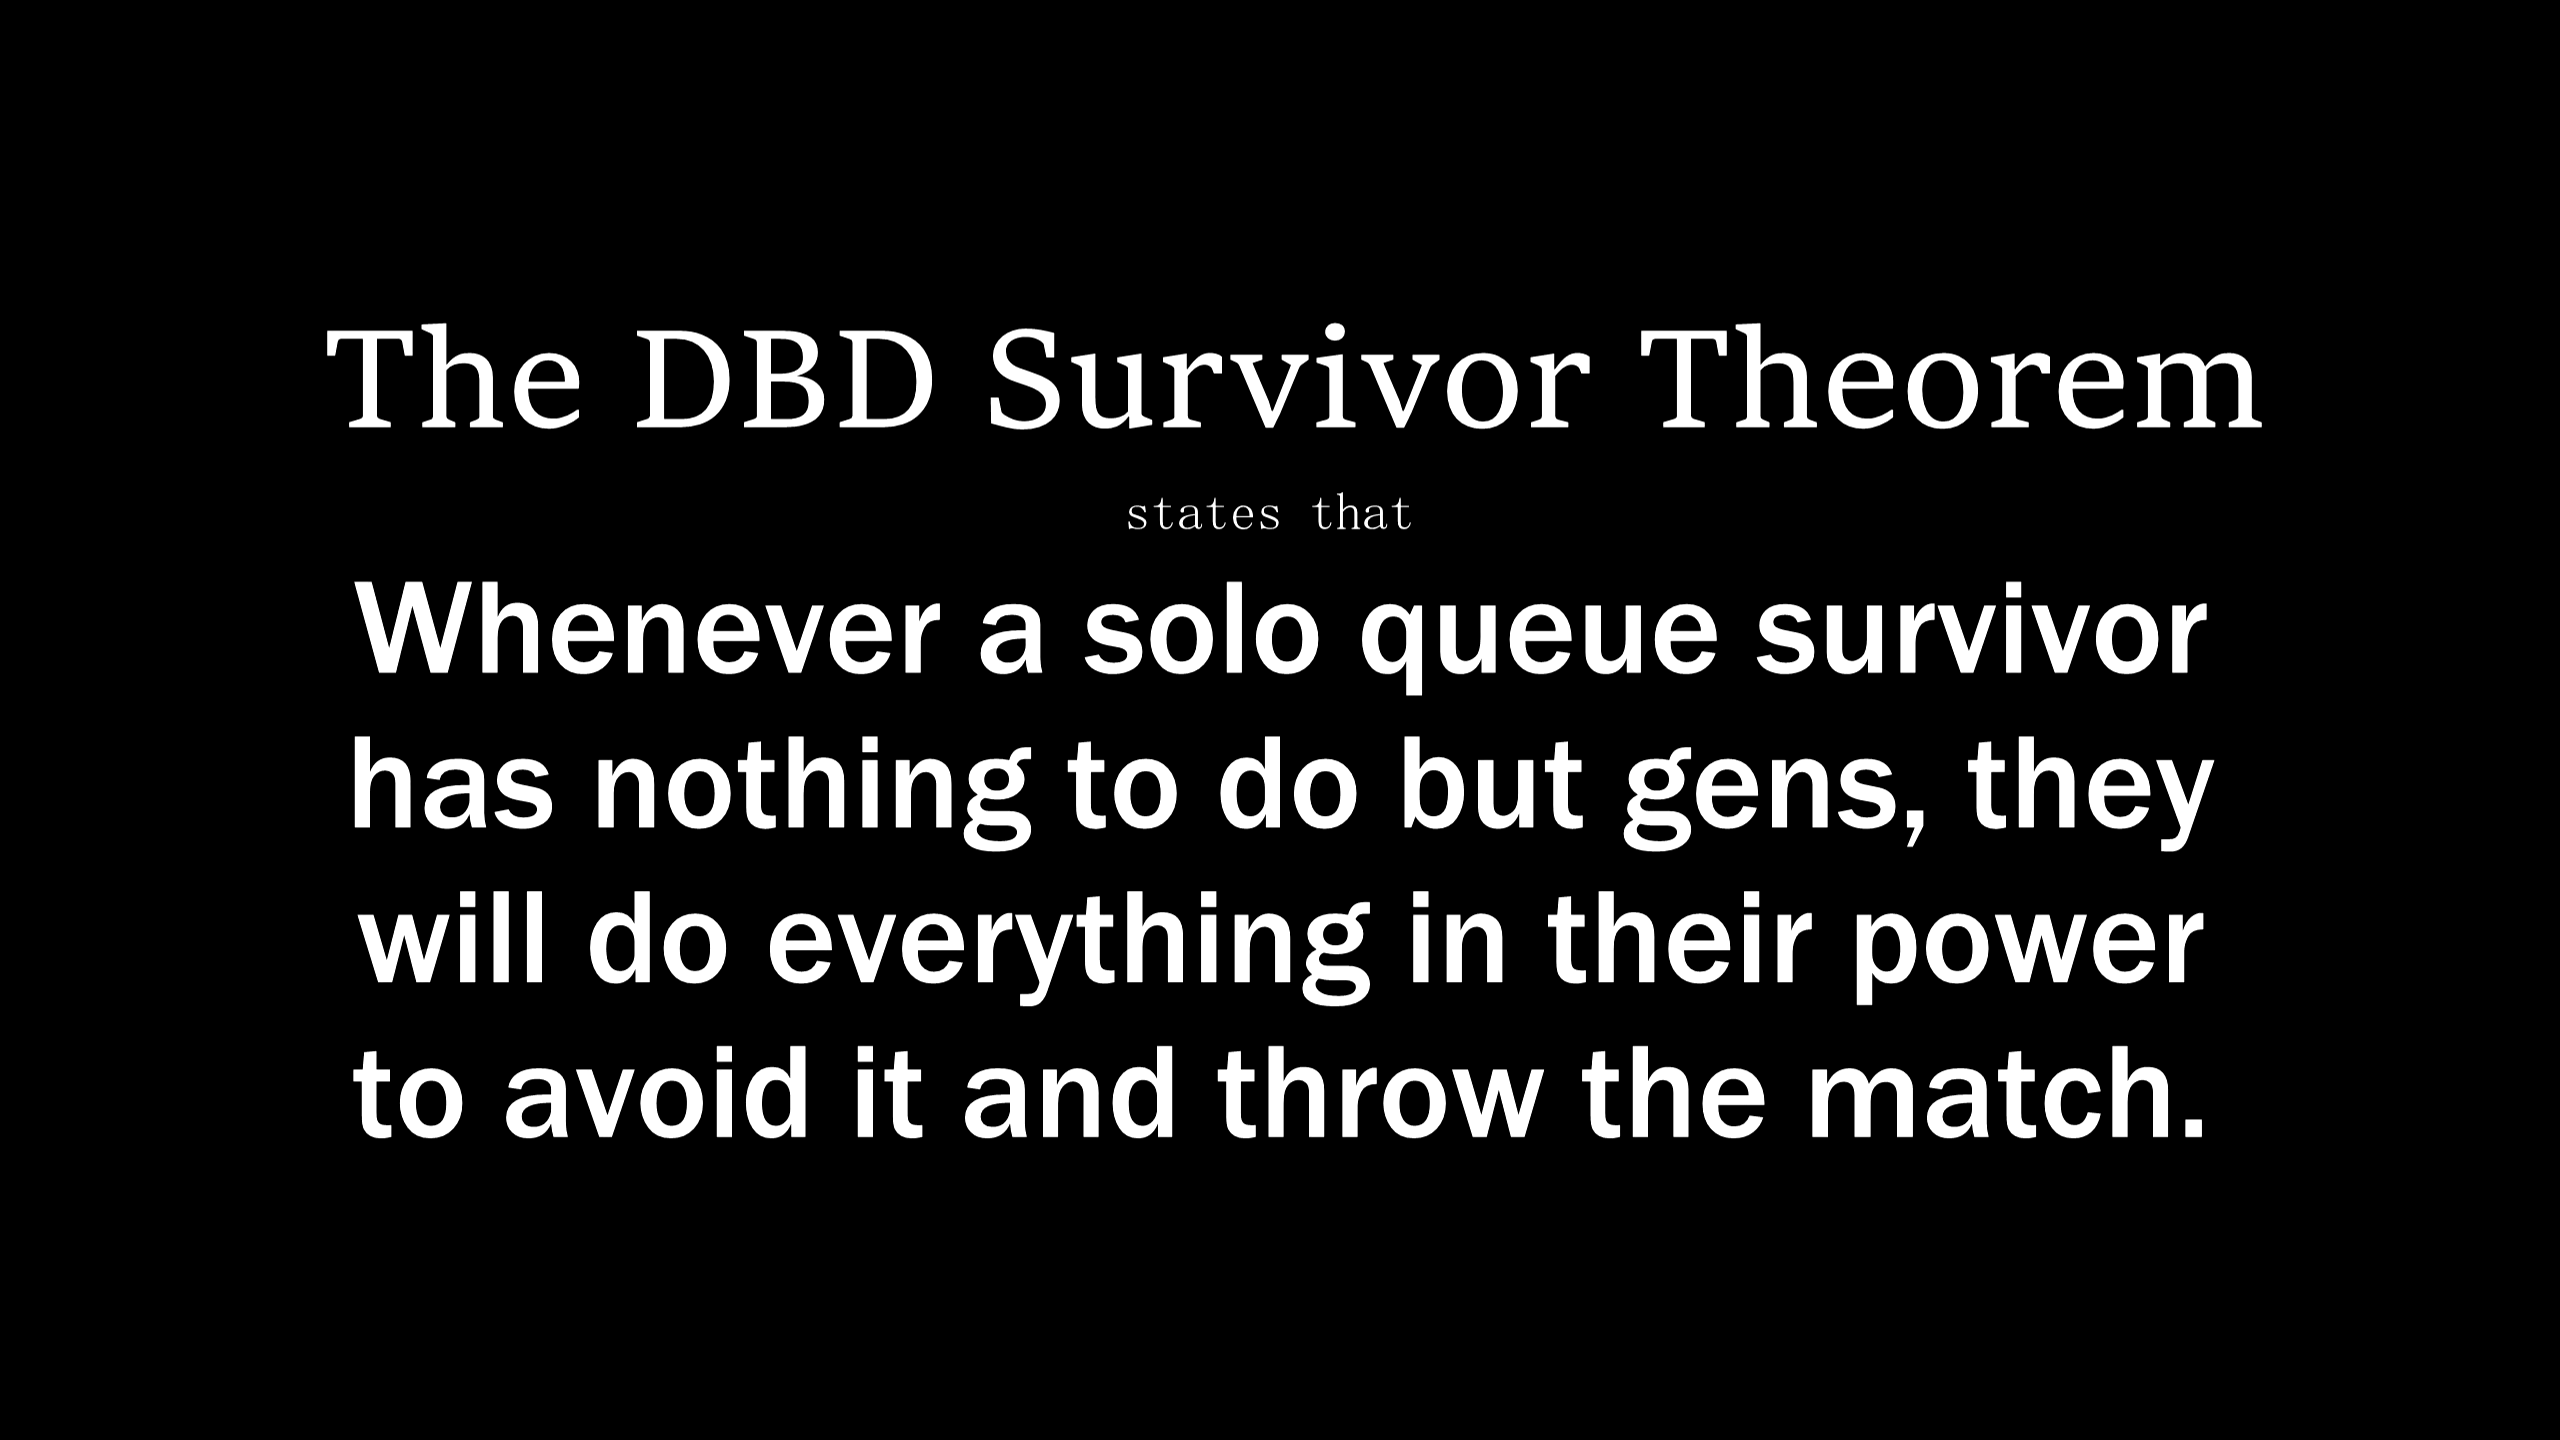 The DBD Survivor Theorem
states that
Whenever a solo queue survivor
has nothing to do but gens, they
will do everything in their power
to avoid it and throw the match.